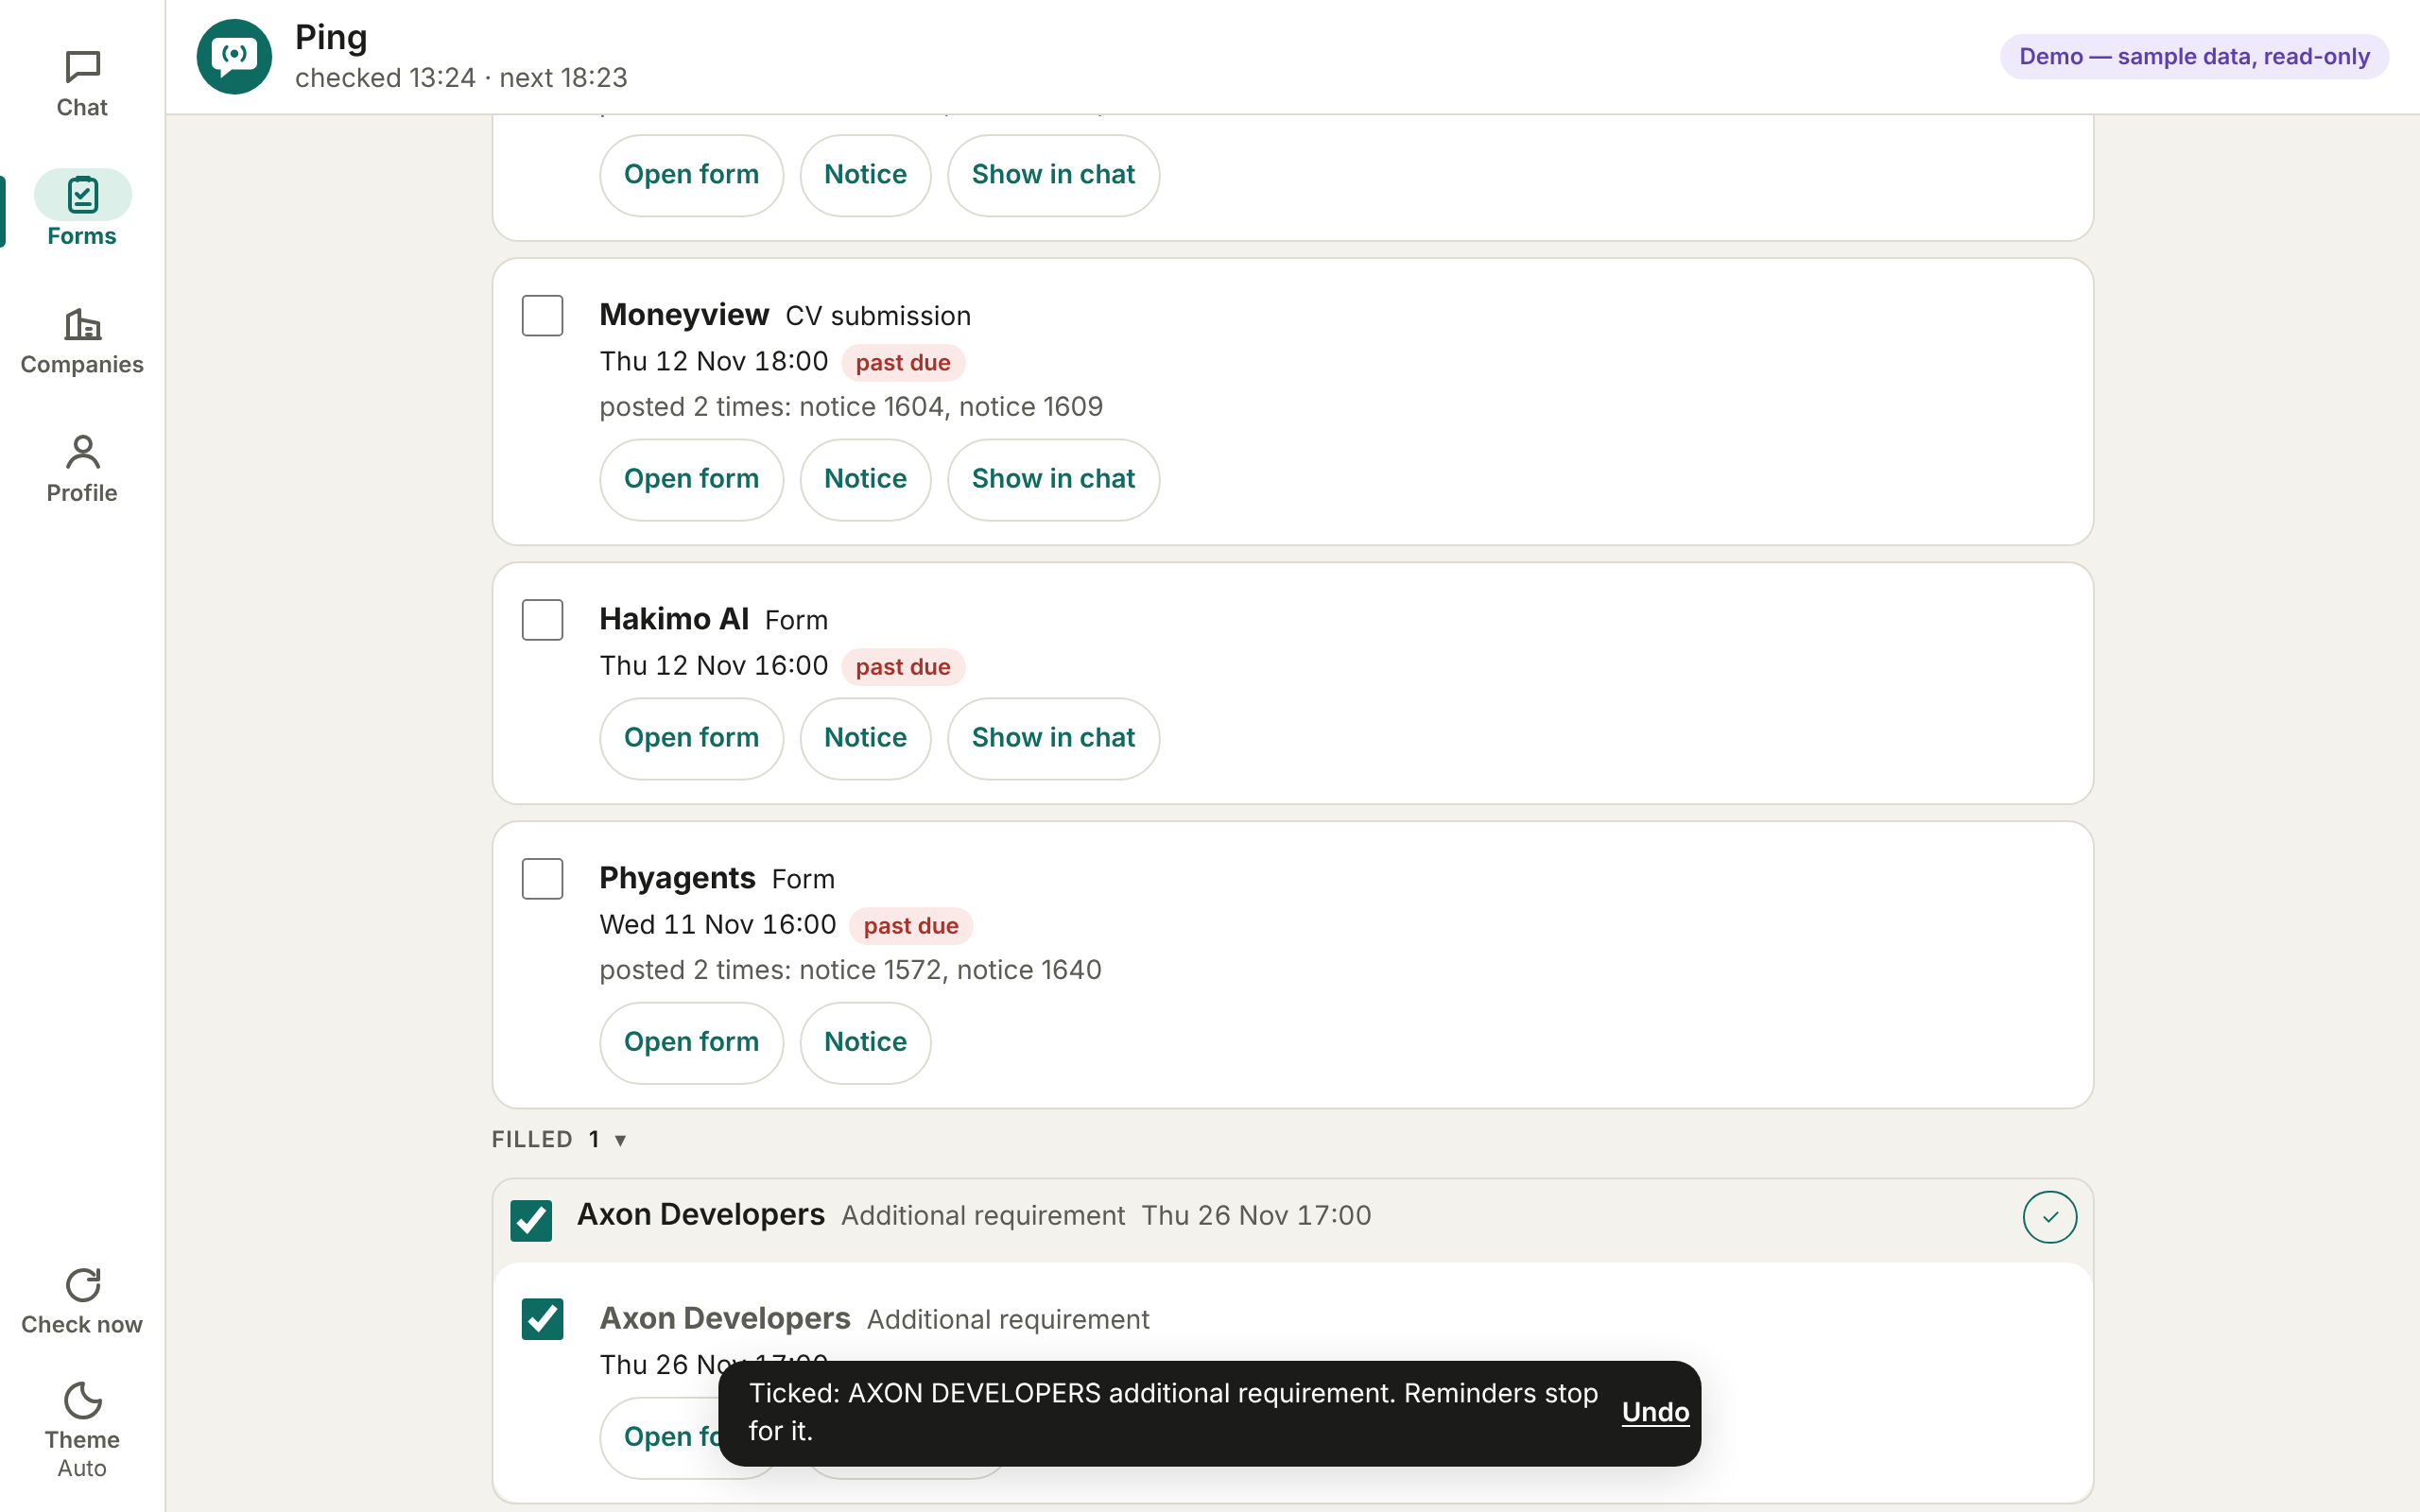 Ping
checked 13:24 · next 18:23
Demo — sample data, read-only
Chat
Forms
Companies
Profile
Check now
Theme
Auto
Open form
Notice
Show in chat
Moneyview CV submission
Thu 12 Nov 18:00 past due
posted 2 times: notice 1604, notice 1609
Open form
Notice
Show in chat
Hakimo AI Form
Thu 12 Nov 16:00 past due
Open form
Notice
Show in chat
Phyagents Form
Wed 11 Nov 16:00 past due
posted 2 times: notice 1572, notice 1640
Open form
Notice
FILLED 1 ▾
Axon Developers Additional requirement Thu 26 Nov 17:00
Axon Developers Additional requirement
Thu 26 Nov 17:00
Open
Ticked: AXON DEVELOPERS additional requirement. Reminders stop
for it.
Undo